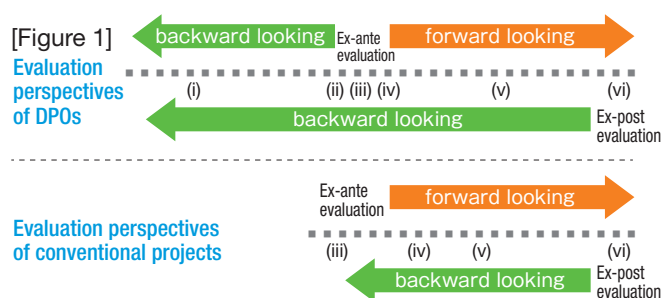 [Figure 1]
backward looking
Ex-ante
evaluation
forward looking
Evaluation
perspectives
of DPOs
(i) (ii) (iii) (iv) (v) (vi)
backward looking
Ex-post
evaluation
Ex-ante
evaluation
forward looking
Evaluation perspectives
of conventional projects
(iii) (iv) (v) (vi)
backward looking
Ex-post
evaluation